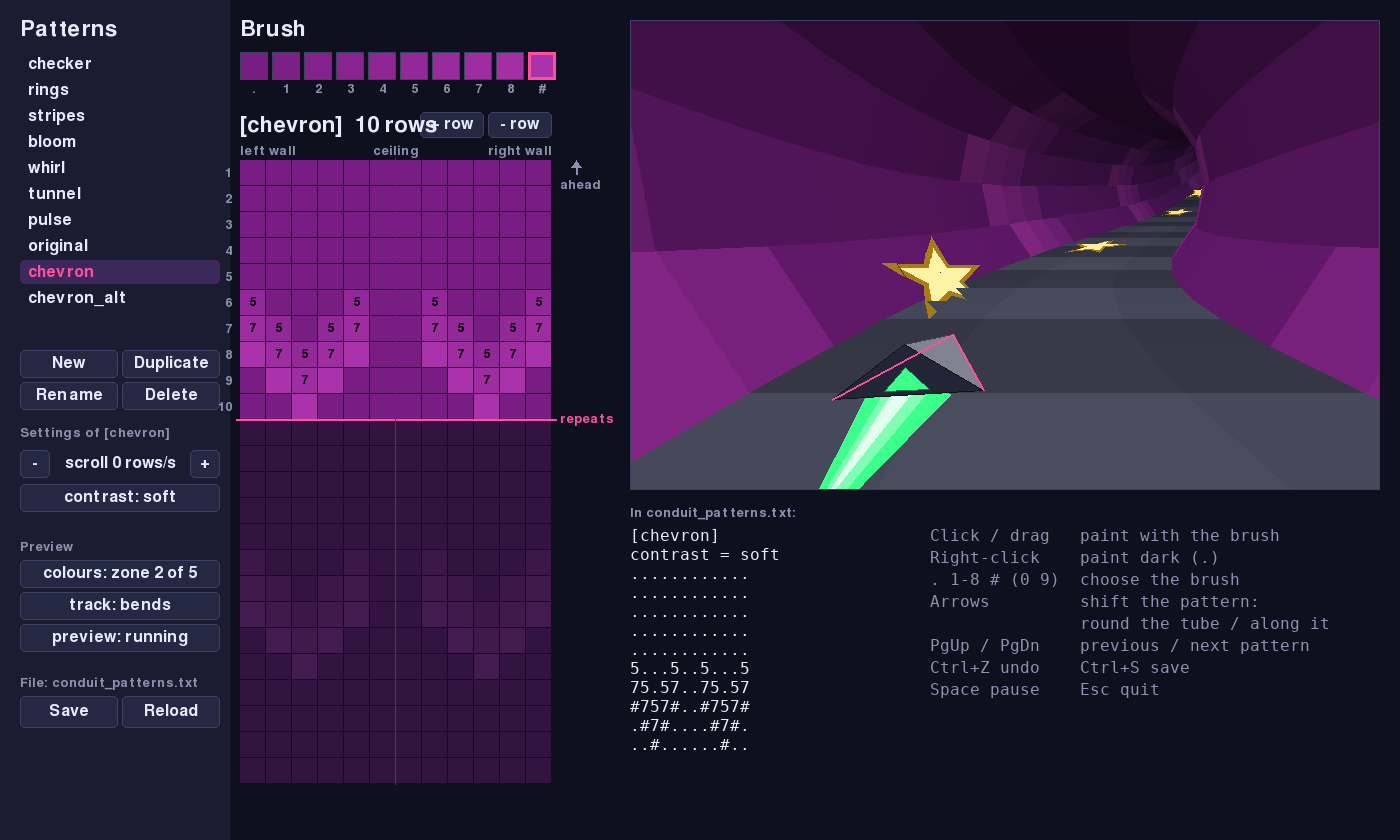 Patterns
checker
rings
stripes
bloom
whirl
tunnel
pulse
original
chevron
chevron_alt
New
Duplicate
Rename
Delete
Settings of [chevron]
-
scroll 0 rows/s
+
contrast: soft
Preview
colours: zone 2 of 5
track: bends
preview: running
File: conduit_patterns.txt
Save
Reload
Brush
. 1 2 3 4 5 6 7 8 #
[chevron] 10 rows
+ row
- row
left wall
ceiling
right wall
ahead
1
2
3
4
5
6 5 5 5 5
7 7 5 5 7 7 5 5 7
8 7 5 7 7 5 7
9 7 7
10
repeats
In conduit_patterns.txt:
[chevron]
contrast = soft
............
............
............
............
............
5...5..5...5
75.57..75.57
#757#..#757#
.#7#....#7#.
..#......#..
Click / drag paint with the brush
Right-click paint dark (.)
. 1-8 # (0 9) choose the brush
Arrows shift the pattern:
round the tube / along it
PgUp / PgDn previous / next pattern
Ctrl+Z undo Ctrl+S save
Space pause Esc quit